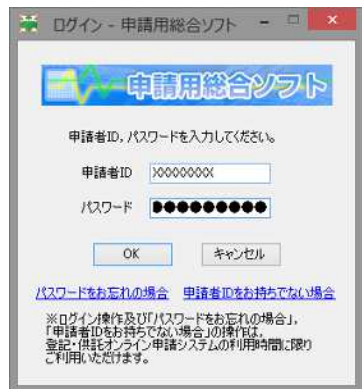 ログイン - 申請用総合ソフト
申請用総合ソフト
申請者ID，パスワードを入力してください。
申請者ID XXXXXXXX
パスワード ●●●●●●●●●
OK キャンセル
パスワードをお忘れの場合 申請者IDをお持ちでない場合
※ログイン操作及び「パスワードをお忘れの場合」，
「申請者IDをお持ちでない場合」の操作は，
登記・供託オンライン申請システムの利用時間に限り
ご利用いただけます。